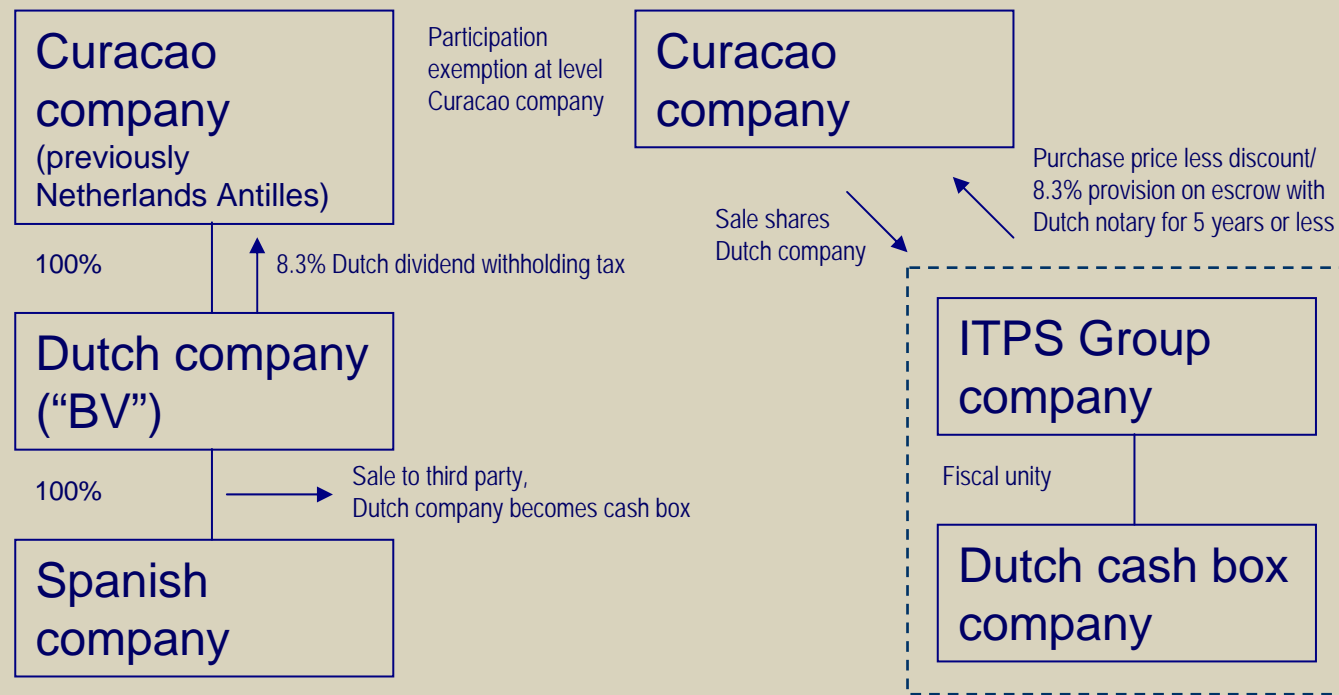 Curacao
company
(previously
Netherlands Antilles)
Participation
exemption at level
Curacao company
Curacao
company
Purchase price less discount/
8.3% provision on escrow with
Dutch notary for 5 years or less
Sale shares
Dutch company
100%
8.3% Dutch dividend withholding tax
Dutch company
(“BV”)
ITPS Group
company
100%
Sale to third party,
Dutch company becomes cash box
Fiscal unity
Spanish
company
Dutch cash box
company